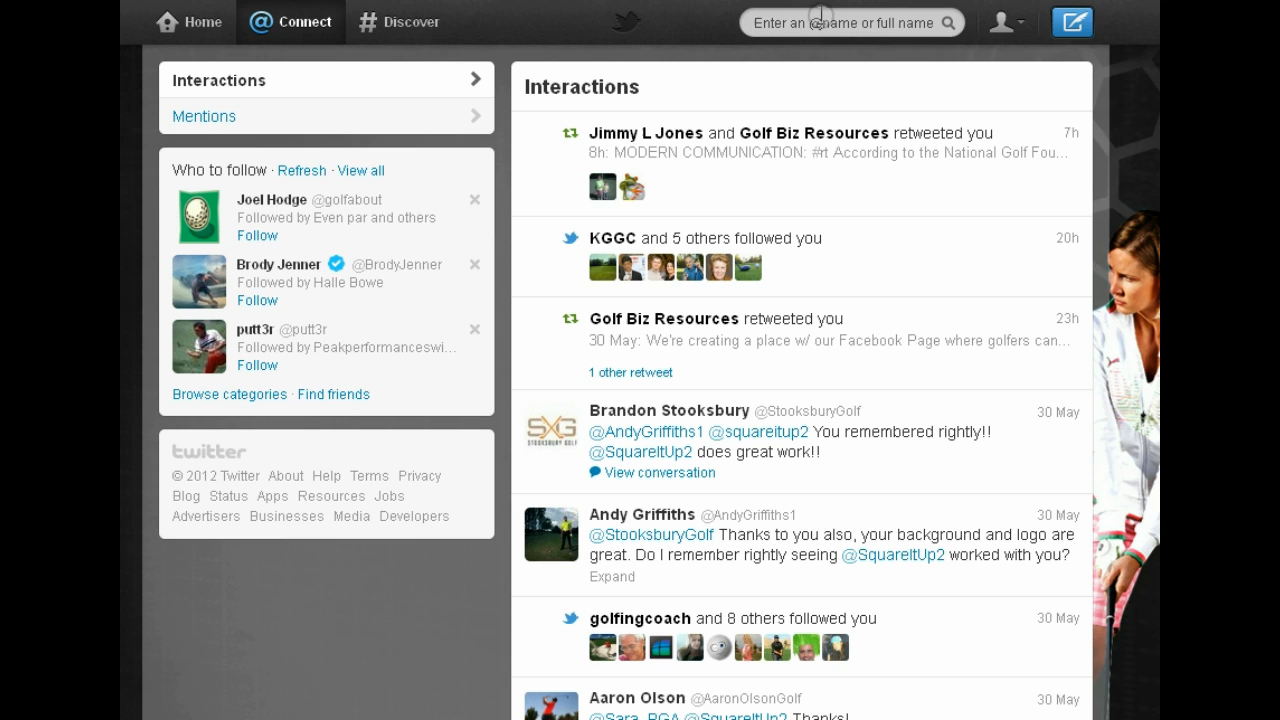 Home
Connect
Discover
Enter an @name or full name
Interactions
Mentions
Who to follow · Refresh · View all
Joel Hodge @golfabout
Followed by Even par and others
Follow
Brody Jenner @BrodyJenner
Followed by Halle Bowe
Follow
putt3r @putt3r
Followed by Peakperformanceswi...
Follow
Browse categories · Find friends
twitter
© 2012 Twitter About Help Terms Privacy
Blog Status Apps Resources Jobs
Advertisers Businesses Media Developers
Interactions
Jimmy L Jones and Golf Biz Resources retweeted you 7h
8h: MODERN COMMUNICATION: #rt According to the National Golf Fou...
KGGC and 5 others followed you 20h
Golf Biz Resources retweeted you 23h
30 May: We're creating a place w/ our Facebook Page where golfers can...
1 other retweet
SXG
STOOKSBURY GOLF
Brandon Stooksbury @StooksburyGolf 30 May
@AndyGriffiths1 @squareitup2 You remembered rightly!!
@SquareItUp2 does great work!!
View conversation
Andy Griffiths @AndyGriffiths1 30 May
@StooksburyGolf Thanks to you also, your background and logo are
great. Do I remember rightly seeing @SquareItUp2 worked with you?
Expand
golfingcoach and 8 others followed you 30 May
Aaron Olson @AaronOlsonGolf 30 May
@Sara_PGA @SquareItUp2 Thanks!